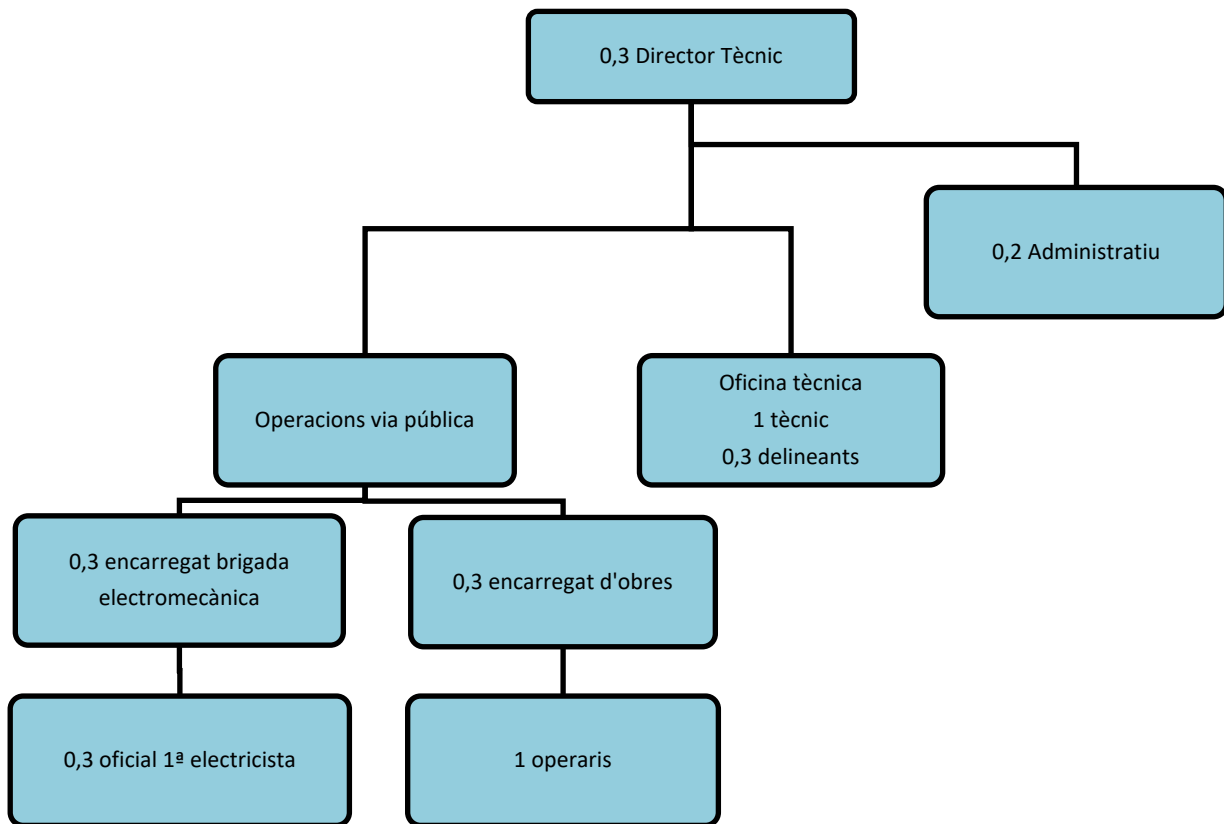 0,3 Director Tècnic
0,2 Administratiu
Operacions via pública
Oficina tècnica
1 tècnic
0,3 delineants
0,3 encarregat brigada
electromecànica
0,3 encarregat d'obres
0,3 oficial 1ª electricista
1 operaris